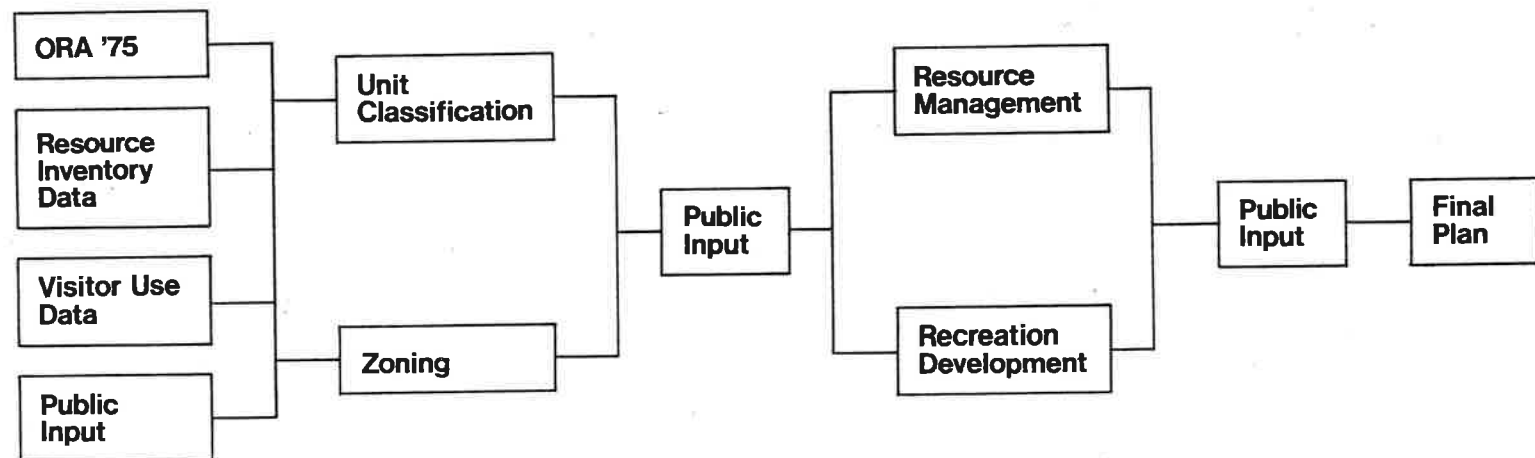 ORA '75
Resource
Inventory
Data
Visitor Use
Data
Public
Input
Unit
Classification
Zoning
Public
Input
Resource
Management
Recreation
Development
Public
Input
Final
Plan